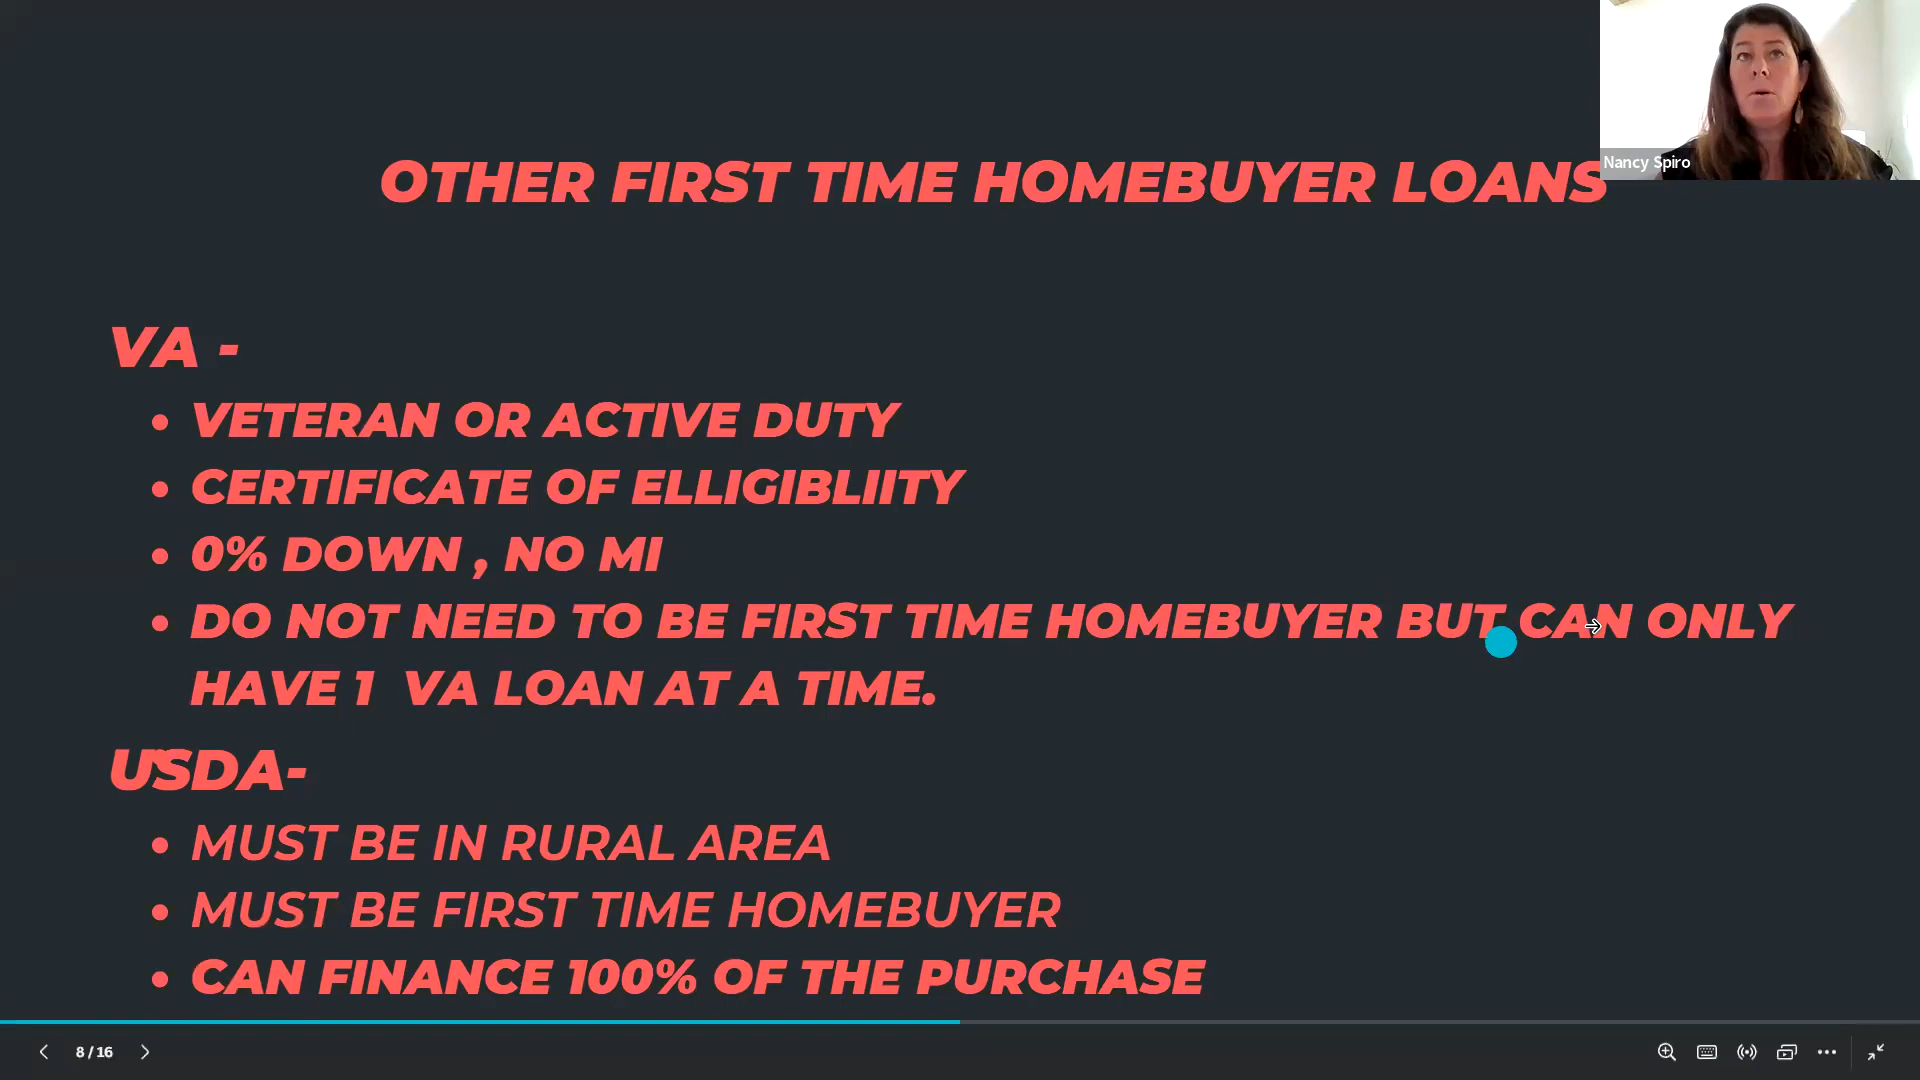 Nancy Spiro
OTHER FIRST TIME HOMEBUYER LOANS
VA -
• VETERAN OR ACTIVE DUTY
• CERTIFICATE OF ELLIGIBLIITY
• 0% DOWN , NO MI
• DO NOT NEED TO BE FIRST TIME HOMEBUYER BUT CAN ONLY
HAVE 1 VA LOAN AT A TIME.
USDA-
• MUST BE IN RURAL AREA
• MUST BE FIRST TIME HOMEBUYER
• CAN FINANCE 100% OF THE PURCHASE
8 / 16